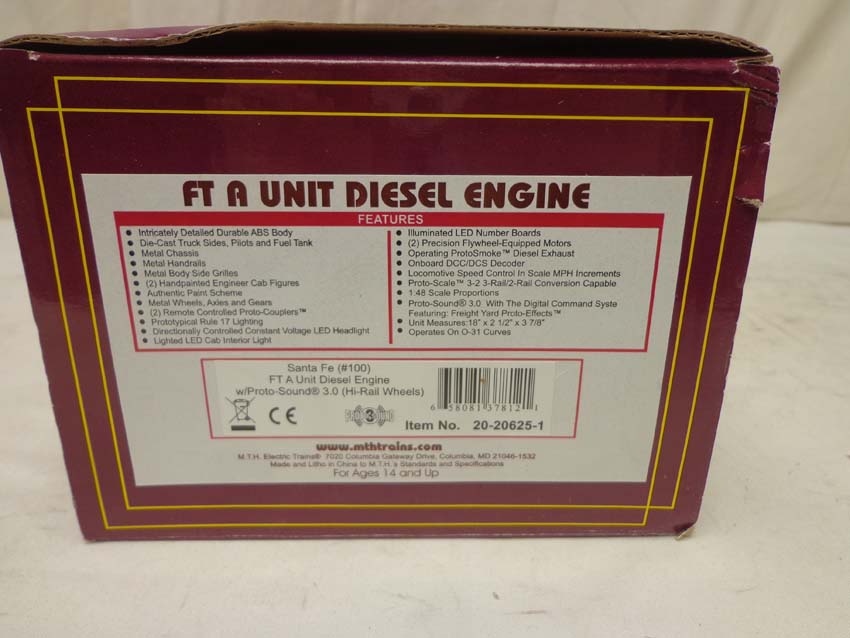 FT A UNIT DIESEL ENGINE
FEATURES
Intricately Detailed Durable ABS Body
Die-Cast Truck Sides, Pilots and Fuel Tank
Metal Chassis
Metal Handrails
Metal Body Side Grilles
(2) Handpainted Engineer Cab Figures
Authentic Paint Scheme
Metal Wheels, Axles and Gears
(2) Remote Controlled Proto-Couplers™
Prototypical Rule 17 Lighting
Directionally Controlled Constant Voltage LED Headlight
Lighted LED Cab Interior Light
Illuminated LED Number Boards
(2) Precision Flywheel-Equipped Motors
Operating ProtoSmoke™ Diesel Exhaust
Onboard DCC/DCS Decoder
Locomotive Speed Control In Scale MPH Increments
Proto-Scale™ 3-2 3-Rail/2-Rail Conversion Capable
1:48 Scale Proportions
Proto-Sound® 3.0 With The Digital Command Syste
Featuring: Freight Yard Proto-Effects™
Unit Measures:18" x 2 1/2" x 3 7/8"
Operates On O-31 Curves
Santa Fe (#100)
FT A Unit Diesel Engine
w/Proto-Sound® 3.0 (Hi-Rail Wheels)
CE
3
6 58081 37812 1
Item No. 20-20625-1
www.mthtrains.com
M.T.H. Electric Trains® 7020 Columbia Gateway Drive, Columbia, MD 21046-1532
Made and Litho in China to M.T.H.'s Standards and Specifications
For Ages 14 and Up